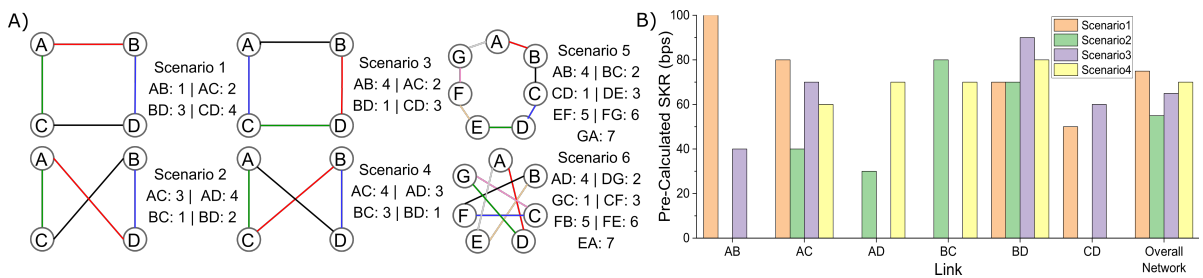 A)
A
B
C
D
Scenario 1
AB: 1 | AC: 2
BD: 3 | CD: 4
A
B
C
D
Scenario 3
AB: 4 | AC: 2
BD: 1 | CD: 3
A
B
C
D
E
F
G
Scenario 5
AB: 4 | BC: 2
CD: 1 | DE: 3
EF: 5 | FG: 6
GA: 7
A
B
C
D
Scenario 2
AC: 3 | AD: 4
BC: 1 | BD: 2
A
B
C
D
Scenario 4
AC: 4 | AD: 3
BC: 3 | BD: 1
A
B
C
D
E
F
G
Scenario 6
AD: 4 | DG: 2
GC: 1 | CF: 3
FB: 5 | FE: 6
EA: 7
B)
Pre-Calculated SKR (bps)
100
80
60
40
20
0
Scenario1
Scenario2
Scenario3
Scenario4
AB
AC
AD
BC
BD
CD
Overall
Network
Link